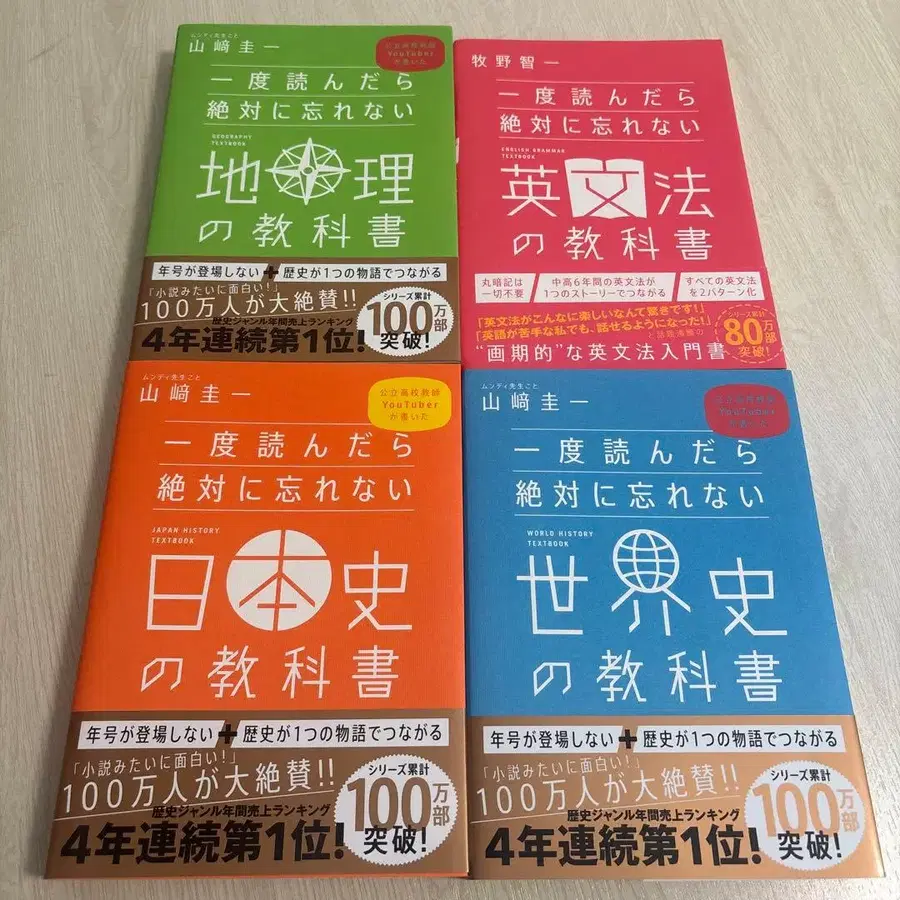 ムンディ先生こと
山﨑圭一
公立高校教師
YouTuber
が書いた
一度読んだら
絶対に忘れない
GEOGRAPHY
TEXTBOOK
地理
の教科書
年号が登場しない+歴史が1つの物語でつながる
「小説みたいに面白い!」
100万人が大絶賛!!
歴史ジャンル年間売上ランキング
4年連続第1位!
シリーズ累計
100万部
突破!
牧野智一
一度読んだら
絶対に忘れない
ENGLISH GRAMMAR
TEXTBOOK
英文法
の教科書
丸暗記は
一切不要
中高6年間の英文法が
1つのストーリーでつながる
すべての英文法
を2パターン化
「英文法がこんなに楽しいなんて驚きです!」
「英語が苦手な私でも、話せるようになった!」
“画期的”な英文法入門書
シリーズ累計
80万部
突破!
ムンディ先生こと
山﨑圭一
公立高校教師
YouTuber
が書いた
一度読んだら
絶対に忘れない
JAPAN HISTORY
TEXTBOOK
日本史
の教科書
年号が登場しない+歴史が1つの物語でつながる
「小説みたいに面白い!」
100万人が大絶賛!!
歴史ジャンル年間売上ランキング
4年連続第1位!
シリーズ累計
100万部
突破!
ムンディ先生こと
山﨑圭一
公立高校教師
YouTuber
が書いた
一度読んだら
絶対に忘れない
WORLD HISTORY
TEXTBOOK
世界史
の教科書
年号が登場しない+歴史が1つの物語でつながる
「小説みたいに面白い!」
100万人が大絶賛!!
歴史ジャンル年間売上ランキング
4年連続第1位!
シリーズ累計
100万部
突破!